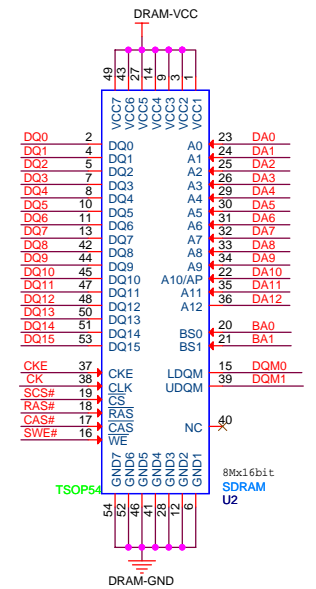 DRAM-VCC
49 43 27 14 9 3 1
VCC7 VCC6 VCC5 VCC4 VCC3 VCC2 VCC1
DQ0 2 DQ0 A0 23 DA0
DQ1 4 DQ1 A1 24 DA1
DQ2 5 DQ2 A2 25 DA2
DQ3 7 DQ3 A3 26 DA3
DQ4 8 DQ4 A4 29 DA4
DQ5 10 DQ5 A5 30 DA5
DQ6 11 DQ6 A6 31 DA6
DQ7 13 DQ7 A7 32 DA7
DQ8 42 DQ8 A8 33 DA8
DQ9 44 DQ9 A9 34 DA9
DQ10 45 DQ10 A10/AP 22 DA10
DQ11 47 DQ11 A11 35 DA11
DQ12 48 DQ12 A12 36 DA12
DQ13 50 DQ13
DQ14 51 DQ14 BS0 20 BA0
DQ15 53 DQ15 BS1 21 BA1
CKE 37 CKE LDQM 15 DQM0
CK 38 CLK UDQM 39 DQM1
SCS# 19 CS
RAS# 18 RAS
CAS# 17 CAS NC 40
SWE# 16 WE
GND7 GND6 GND5 GND4 GND3 GND2 GND1
8Mx16bit
TSOP54 SDRAM
U2
54 52 46 41 28 12 6
DRAM-GND